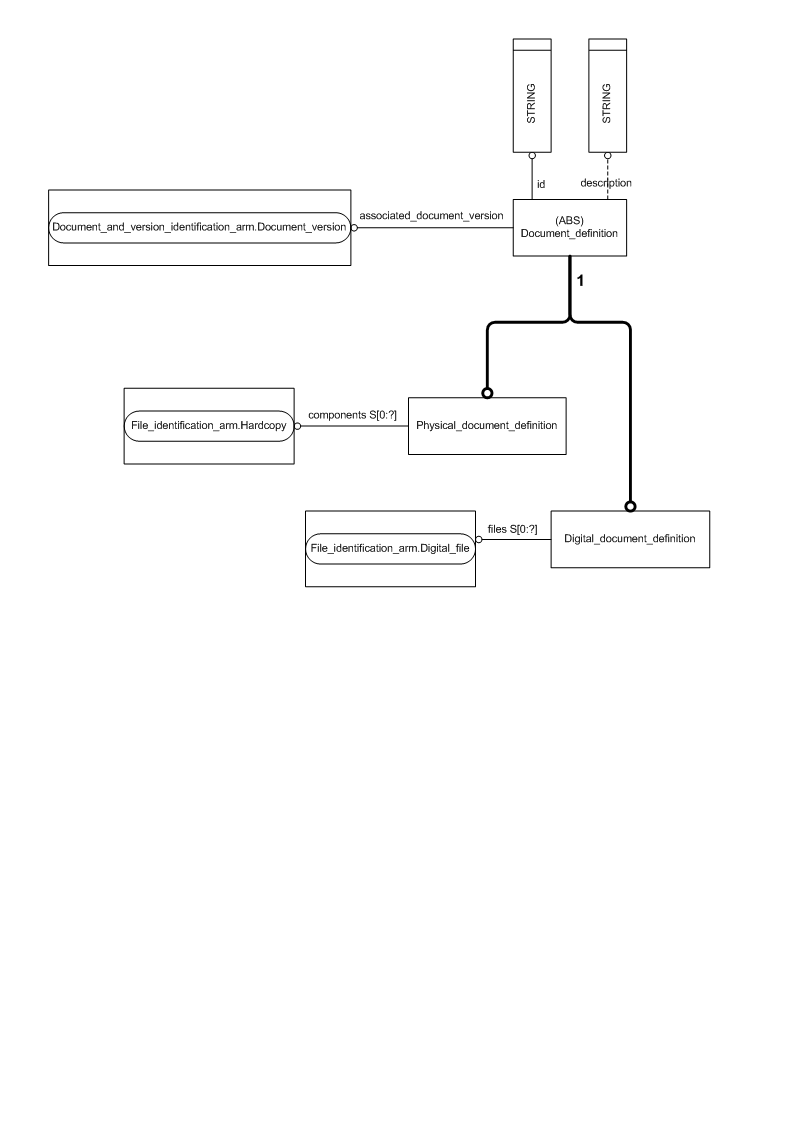 STRING
STRING
id
description
associated_document_version
Document_and_version_identification_arm.Document_version
(ABS)
Document_definition
1
components S[0:?]
File_identification_arm.Hardcopy
Physical_document_definition
files S[0:?]
File_identification_arm.Digital_file
Digital_document_definition